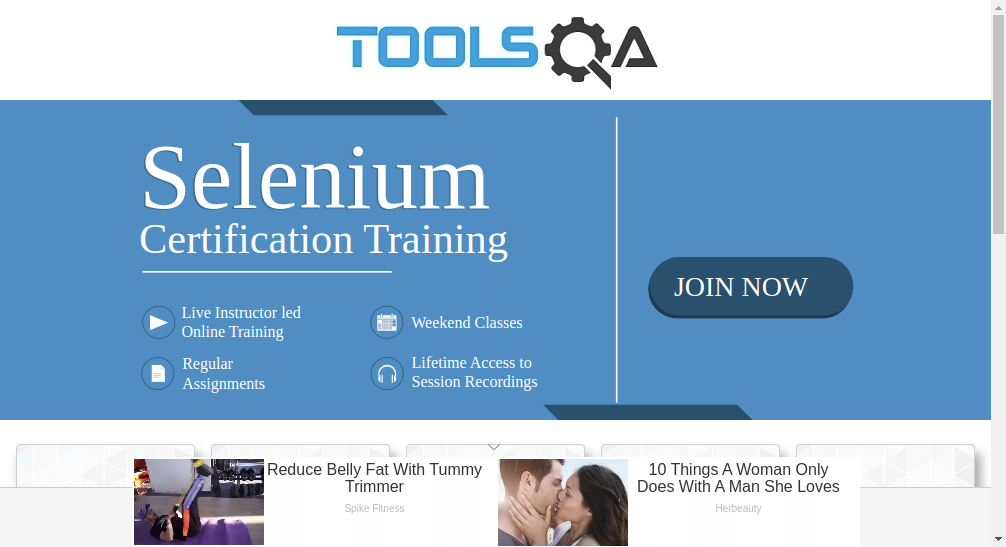 TOOLSQA
Selenium
Certification Training
JOIN NOW
Live Instructor led
Online Training
Weekend Classes
Regular
Assignments
Lifetime Access to
Session Recordings
Reduce Belly Fat With Tummy
Trimmer
Spike Fitness
10 Things A Woman Only
Does With A Man She Loves
Herbeauty